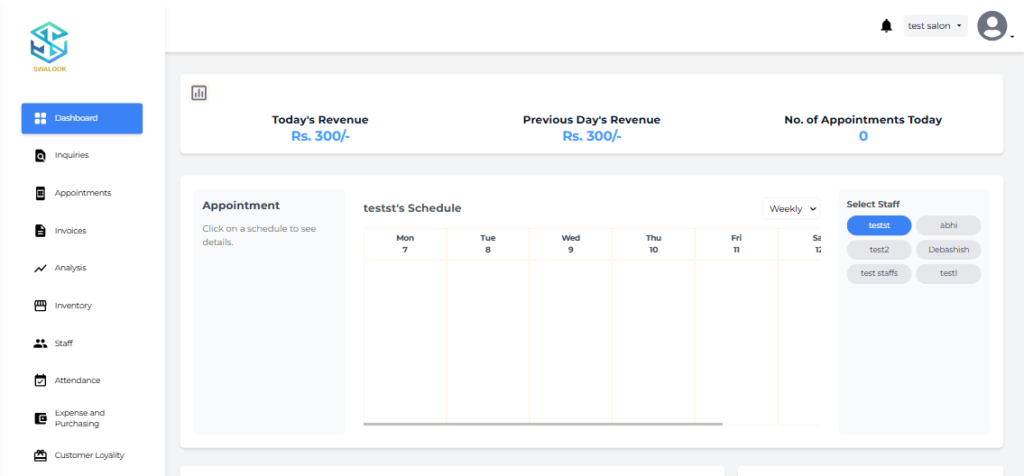 test salon
SWALOOK
Dashboard
Inquiries
Appointments
Invoices
Analysis
Inventory
Staff
Attendance
Expense and
Purchasing
Customer Loyality
Today's Revenue
Rs. 300/-
Previous Day's Revenue
Rs. 300/-
No. of Appointments Today
0
Appointment
Click on a schedule to see
details.
testst's Schedule
Weekly
Mon
7
Tue
8
Wed
9
Thu
10
Fri
11
Sa
12
Select Staff
testst
abhi
test2
Debashish
test staffs
test1